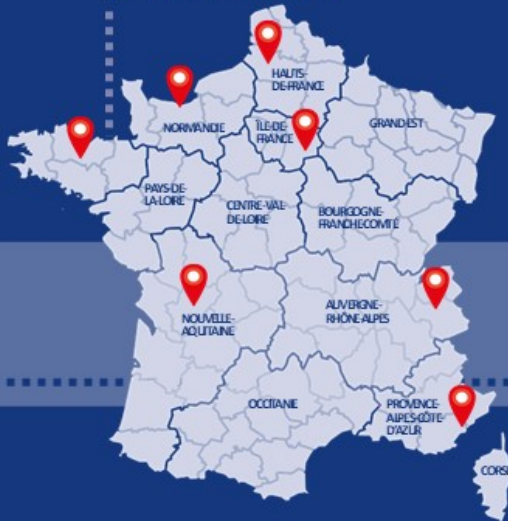 HAUTS-
DE-FRANCE
NORMANDIE
ÎLE-DE-
FRANCE
GRAND-EST
PAYS-DE-
LA-LOIRE
CENTRE-VAL
DE-LOIRE
BOURGOGNE-
FRANCHE-COMTÉ
NOUVELLE-
AQUITAINE
AUVERGNE-
RHÔNE-ALPES
OCCITANIE
PROVENCE-
ALPES-CÔTE-
D'AZUR
CORS